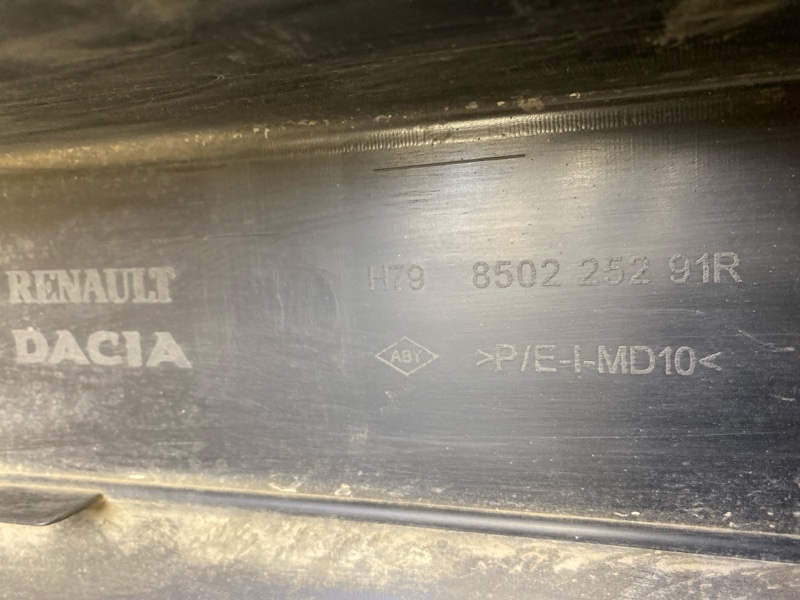 RENAULT
DACIA
H79 8502 252 91R
ABY >P/E-I-MD10<